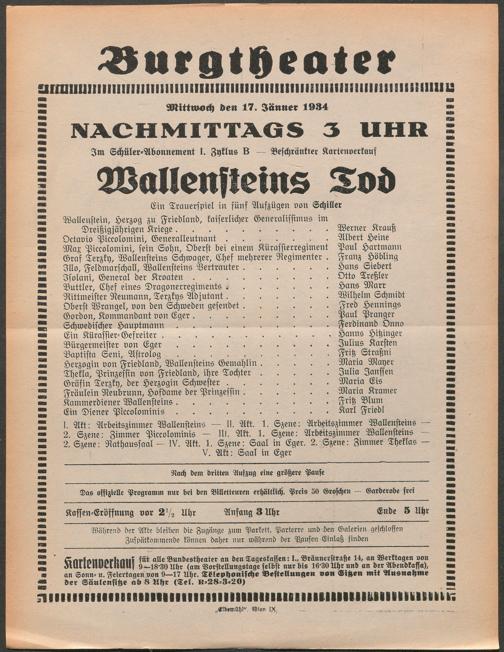 Burgtheater
Mittwoch den 17. Jänner 1934
NACHMITTAGS 3 UHR
Im Schüler-Abonnement I. Zyklus B — Beschränkter Kartenverkauf
Wallensteins Tod
Ein Trauerspiel in fünf Aufzügen von Schiller
Wallenstein, Herzog zu Friedland, kaiserlicher Generalissimus im
Dreißigjährigen Kriege . . . . . . . . Werner Krauß
Octavio Piccolomini, Generalleutnant . . . . . . . . Albert Heine
Max Piccolomini, sein Sohn, Oberst bei einem Kürassierregiment Paul Hartmann
Graf Terzky, Wallensteins Schwager, Chef mehrerer Regimenter . Franz Höbling
Illo, Feldmarschall, Wallensteins Vertrauter . . . . . . Hans Siebert
Isolani, General der Kroaten . . . . . . . . Otto Treßler
Buttler, Chef eines Dragonerregiments . . . . . . . Hans Marr
Rittmeister Neumann, Terzkys Adjutant . . . . . . . Wilhelm Schmidt
Oberst Wrangel, von den Schweden gesendet . . . . . . Fred Hennings
Gordon, Kommandant von Eger . . . . . . . . Paul Pranger
Schwedischer Hauptmann . . . . . . . . Ferdinand Onno
Ein Kürassier-Gefreiter . . . . . . . . Hanns Hitzinger
Bürgermeister von Eger . . . . . . . . Julius Karsten
Baptista Seni, Astrolog . . . . . . . . Fritz Straßni
Herzogin von Friedland, Wallensteins Gemahlin . . . . . . Maria Mayer
Thekla, Prinzessin von Friedland, ihre Tochter . . . . . . Julia Janssen
Gräfin Terzky, der Herzogin Schwester . . . . . . . Maria Eis
Fräulein Neubrunn, Hofdame der Prinzessin . . . . . . Maria Kramer
Kammerdiener Wallensteins . . . . . . . . Fritz Blum
Ein Diener Piccolominis . . . . . . . . Karl Friedl
I. Akt: Arbeitszimmer Wallensteins — II. Akt. 1. Szene: Arbeitszimmer Wallensteins —
2. Szene: Zimmer Piccolominis — III. Akt. 1. Szene: Arbeitszimmer Wallensteins —
2. Szene: Rathaussaal — IV. Akt. 1. Szene: Saal in Eger. 2. Szene: Zimmer Theklas —
V. Akt: Saal in Eger
Nach dem dritten Aufzug eine größere Pause
Das offizielle Programm nur bei den Billetteuren erhältlich. Preis 50 Groschen — Garderobe frei
Kassen-Eröffnung vor 2½ Uhr Anfang 3 Uhr Ende 5 Uhr
Während der Akte bleiben die Zugänge zum Parkett, Parterre und den Galerien geschlossen
Zuspätkommende können daher nur während der Pausen Einlaß finden
Kartenverkauf für alle Bundestheater an den Tageskassen: I., Bräunerstraße 14, an Werktagen von
9—18·30 Uhr (am Vorstellungstage selbst nur bis 16·30 Uhr und an der Abendkassa),
an Sonn- u. Feiertagen von 9—17 Uhr. Telephonische Bestellungen von Sitzen mit Ausnahme
der Säulensitze ab 8 Uhr (Tel. R-28-3-20)
„Elbemühl“, Wien IX.